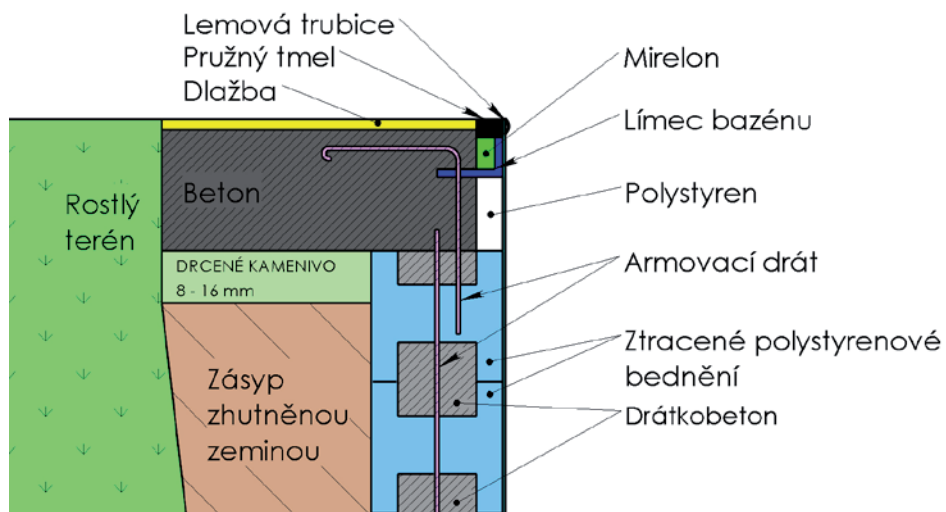 Lemová trubice
Pružný tmel
Dlažba
Mirelon
Límec bazénu
Beton
Polystyren
Rostlý
terén
DRCENÉ KAMENIVO
8 - 16 mm
Armovací drát
Ztracené polystyrenové
bednění
Zásyp
zhutněnou
zeminou
Drátkobeton